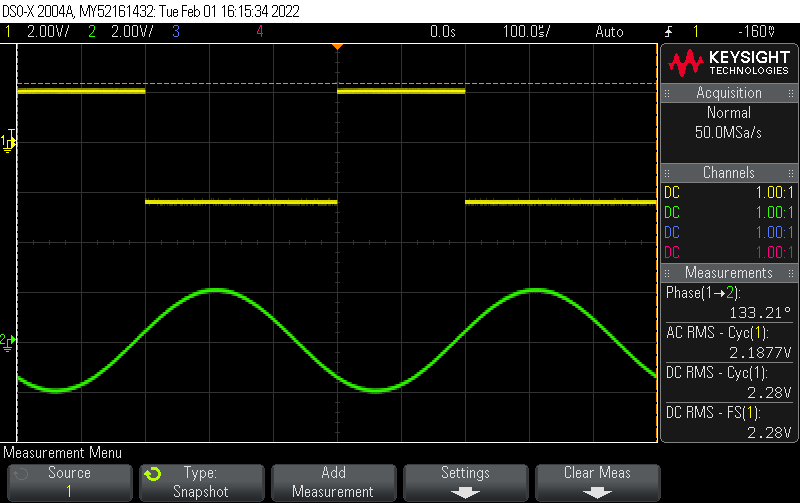 DSO-X 2004A, MY52161432: Tue Feb 01 16:15:34 2022
1 2.00V/ 2 2.00V/ 3 4 0.0s 100.0㎲/ Auto 1 -160㎷
KEYSIGHT
TECHNOLOGIES
Acquisition
Normal
50.0MSa/s
Channels
DC 1.00:1
DC 1.00:1
DC 1.00:1
DC 1.00:1
Measurements
Phase(1→2):
133.21°
AC RMS - Cyc(1):
2.1877V
DC RMS - Cyc(1):
2.28V
DC RMS - FS(1):
2.28V
1
T
2
Measurement Menu
Source
1
Type:
Snapshot
Add
Measurement
Settings
Clear Meas